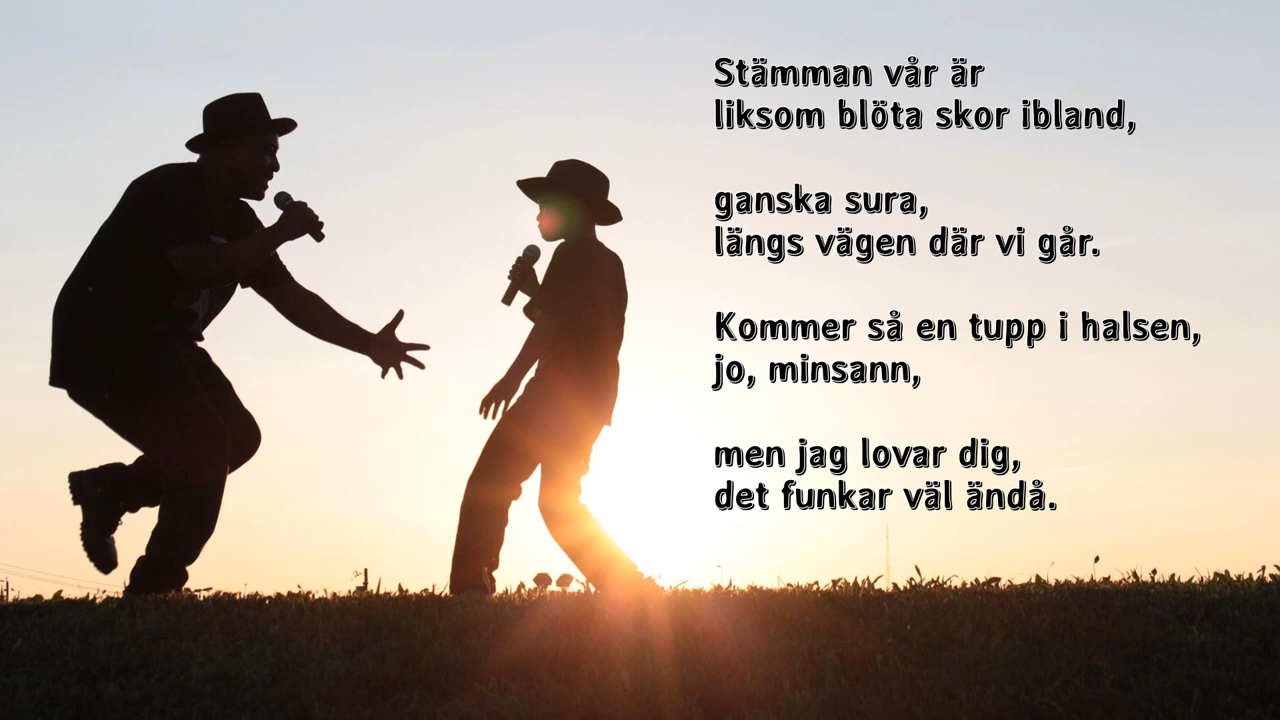 Stämman vår är
liksom blöta skor ibland,
ganska sura,
längs vägen där vi går.
Kommer så en tupp i halsen,
jo, minsann,
men jag lovar dig,
det funkar väl ändå.